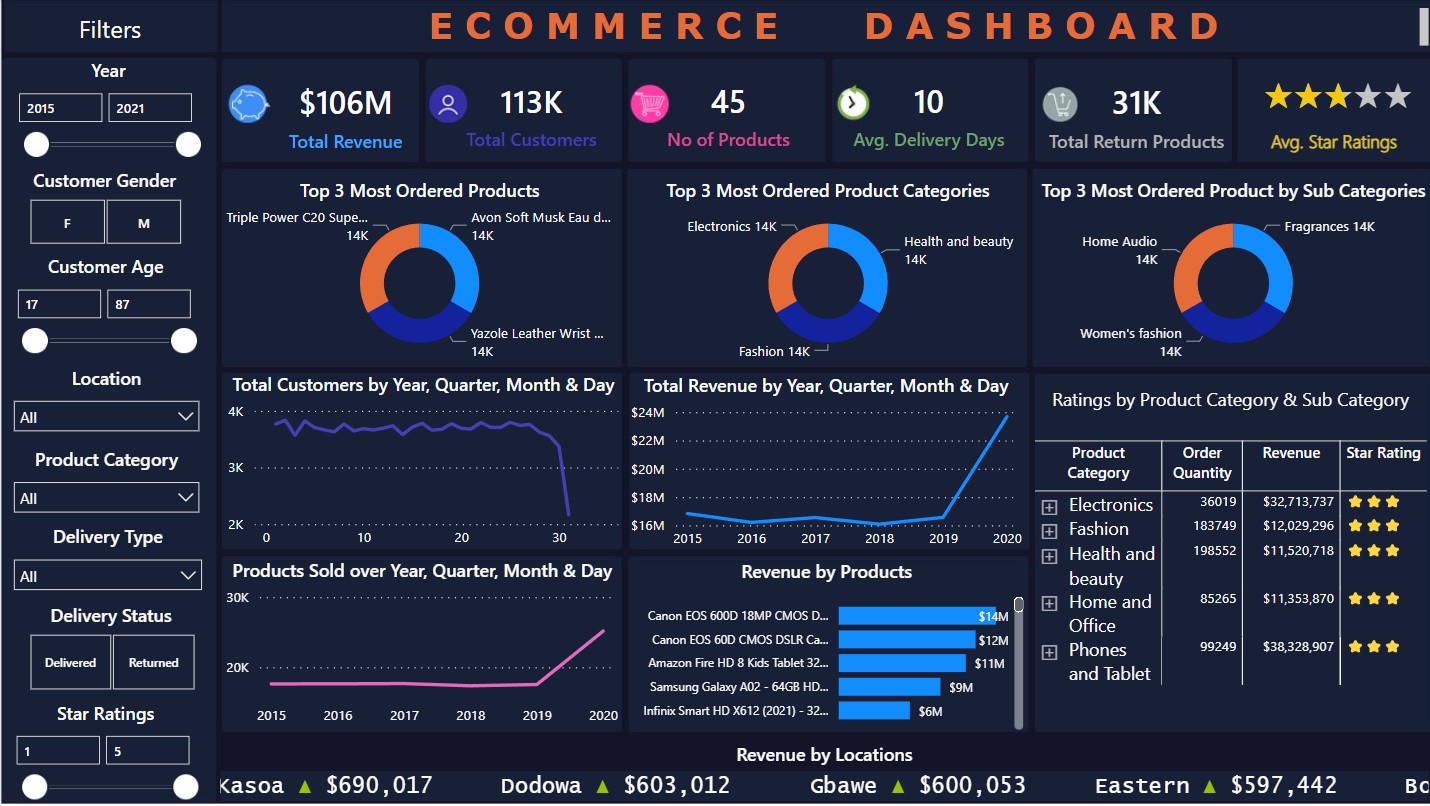 Filters
ECOMMERCE DASHBOARD
Year
2015 2021
Customer Gender
F M
Customer Age
17 87
Location
All
Product Category
All
Delivery Type
All
Delivery Status
Delivered Returned
Star Ratings
1 5
$106M
Total Revenue
113K
Total Customers
45
No of Products
10
Avg. Delivery Days
31K
Total Return Products
Avg. Star Ratings
Top 3 Most Ordered Products
Triple Power C20 Supe...
14K
Avon Soft Musk Eau d...
14K
Yazole Leather Wrist ...
14K
Top 3 Most Ordered Product Categories
Electronics 14K
Health and beauty
14K
Fashion 14K
Top 3 Most Ordered Product by Sub Categories
Home Audio
14K
Fragrances 14K
Women's fashion
14K
Total Customers by Year, Quarter, Month & Day
4K
3K
2K
0 10 20 30
Total Revenue by Year, Quarter, Month & Day
$24M
$22M
$20M
$18M
$16M
2015 2016 2017 2018 2019 2020
Ratings by Product Category & Sub Category
Product Category Order Quantity Revenue Star Rating
Electronics 36019 $32,713,737
Fashion 183749 $12,029,296
Health and beauty 198552 $11,520,718
Home and Office 85265 $11,353,870
Phones and Tablet 99249 $38,328,907
Products Sold over Year, Quarter, Month & Day
30K
20K
2015 2016 2017 2018 2019 2020
Revenue by Products
Canon EOS 600D 18MP CMOS D... $14M
Canon EOS 60D CMOS DSLR Ca... $12M
Amazon Fire HD 8 Kids Tablet 32... $11M
Samsung Galaxy A02 - 64GB HD... $9M
Infinix Smart HD X612 (2021) - 32... $6M
Revenue by Locations
Kasoa ▲ $690,017 Dodowa ▲ $603,012 Gbawe ▲ $600,053 Eastern ▲ $597,442 Bo